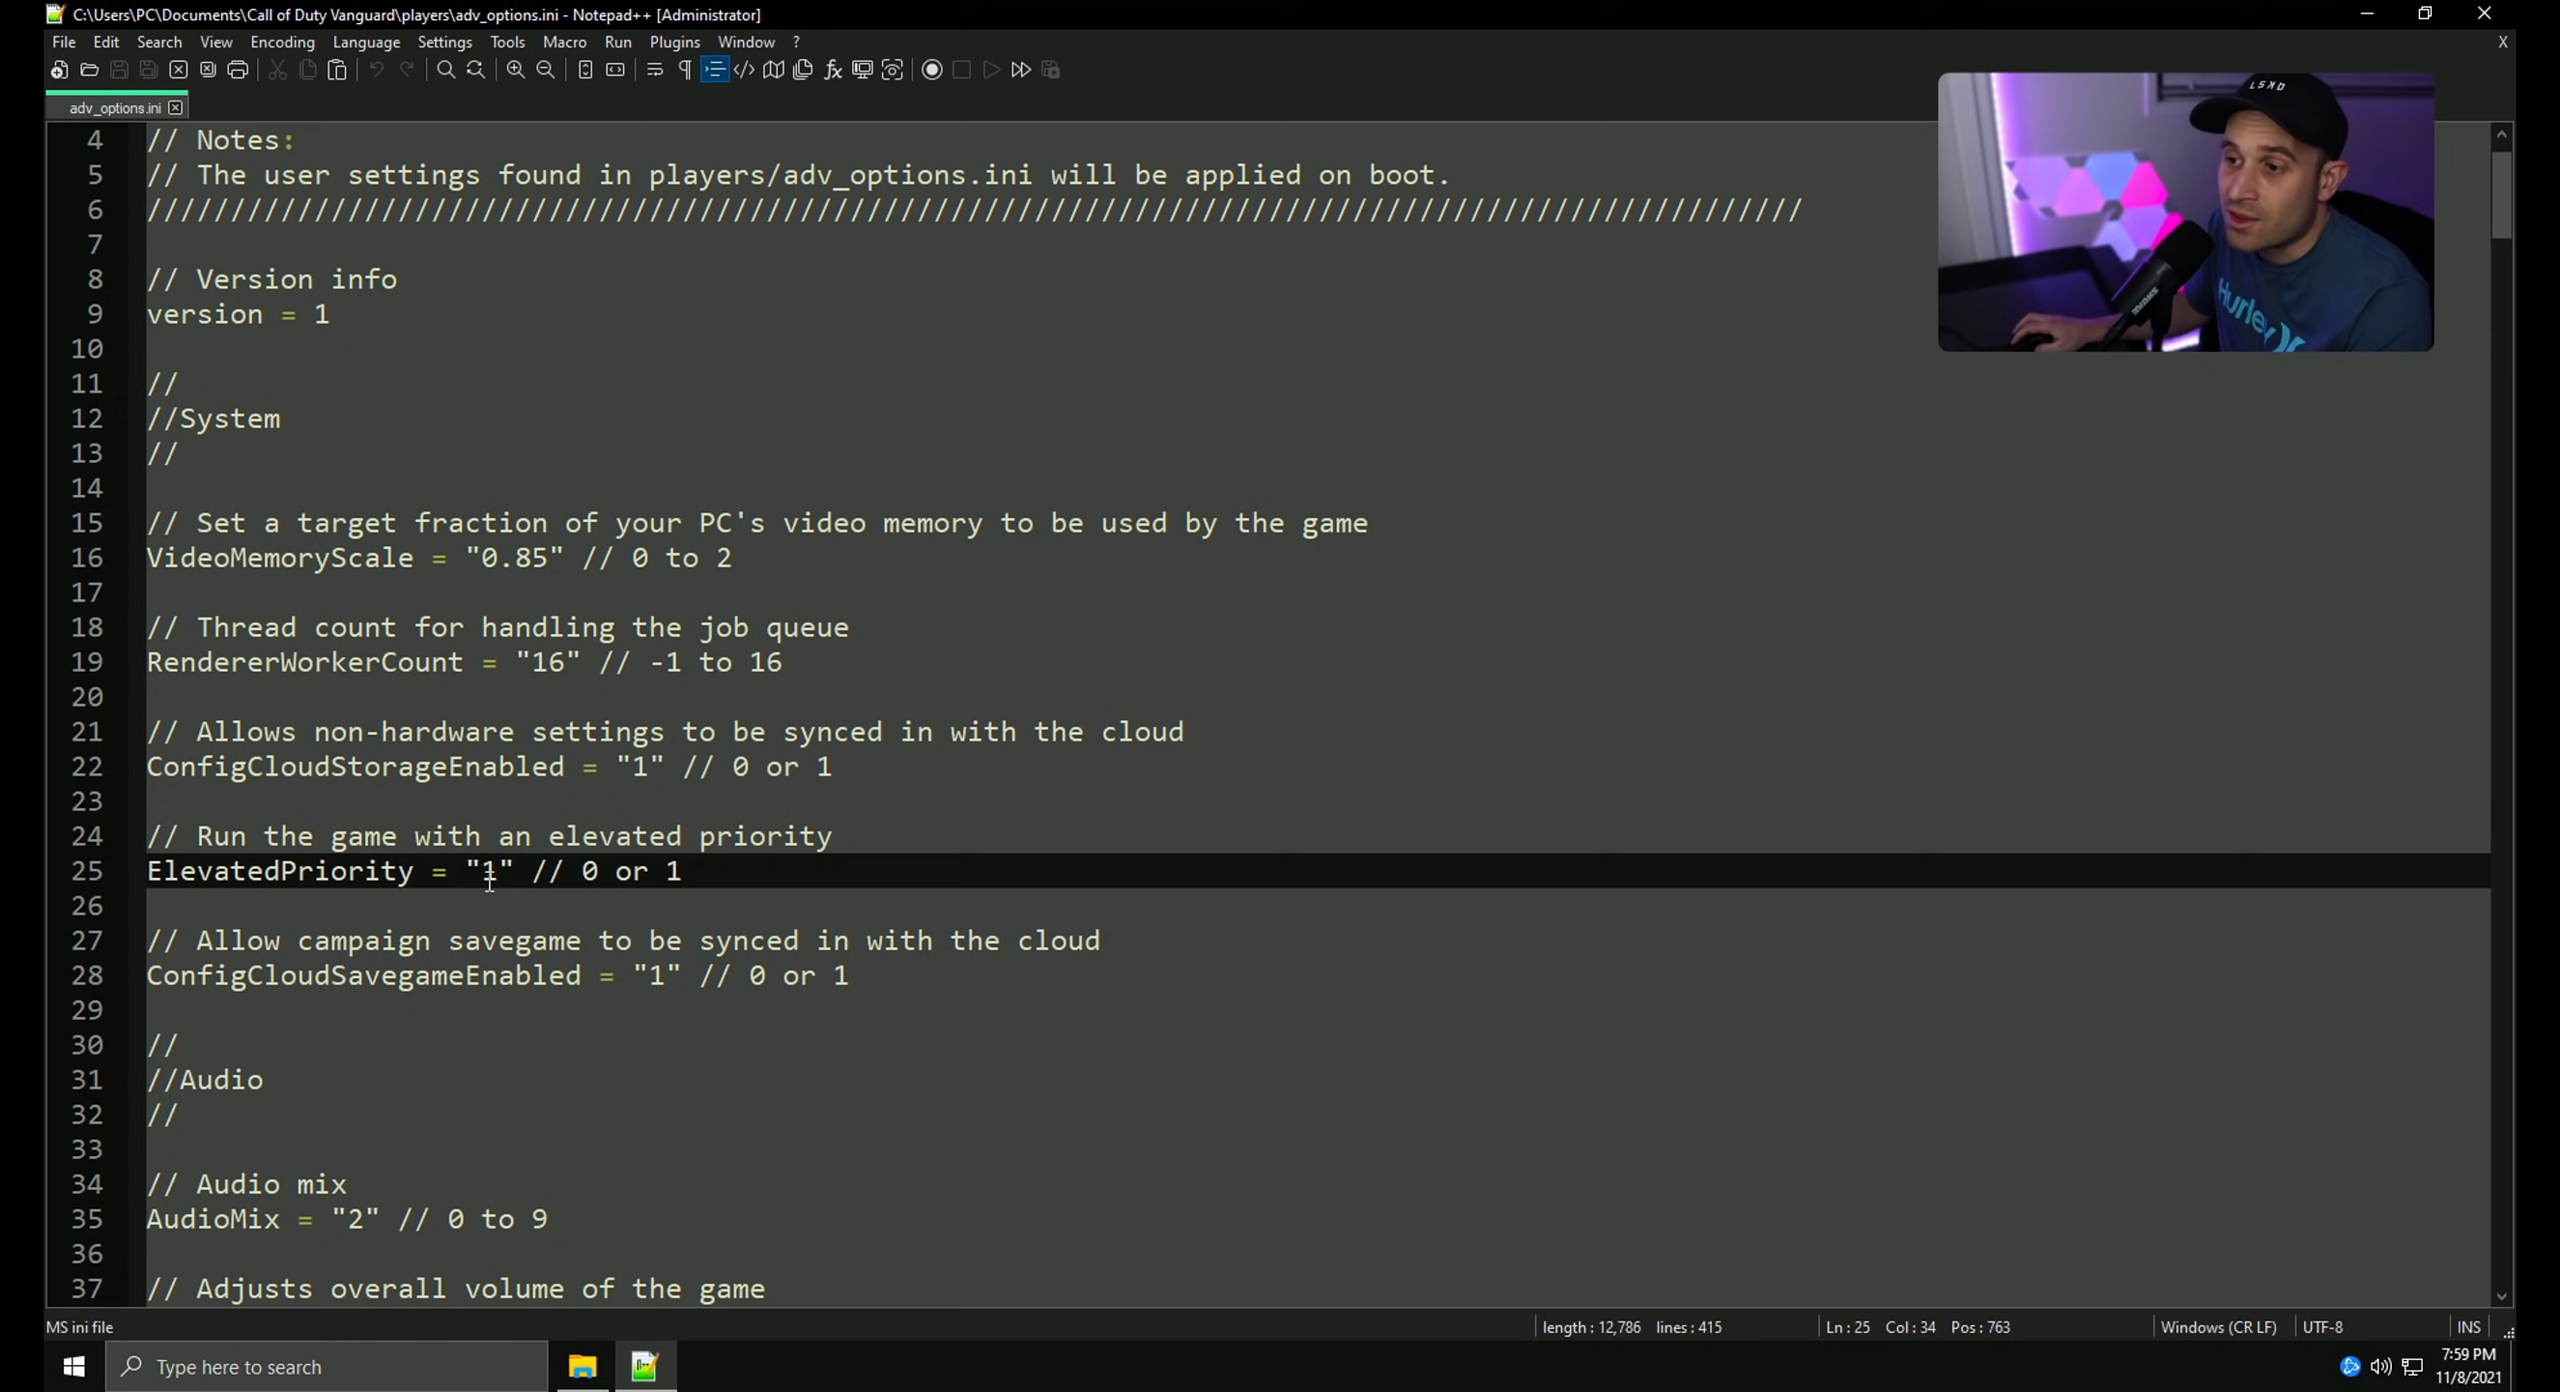 C:\Users\PC\Documents\Call of Duty Vanguard\players\adv_options.ini - Notepad++ [Administrator]
File Edit Search View Encoding Language Settings Tools Macro Run Plugins Window ?
X
adv_options.ini
4 // Notes:
5 // The user settings found in players/adv_options.ini will be applied on boot.
6 ///////////////////////////////////////////////////////////////////////////////////////////////////
7
8 // Version info
9 version = 1
10
11 //
12 //System
13 //
14
15 // Set a target fraction of your PC's video memory to be used by the game
16 VideoMemoryScale = "0.85" // 0 to 2
17
18 // Thread count for handling the job queue
19 RendererWorkerCount = "16" // -1 to 16
20
21 // Allows non-hardware settings to be synced in with the cloud
22 ConfigCloudStorageEnabled = "1" // 0 or 1
23
24 // Run the game with an elevated priority
25 ElevatedPriority = "1" // 0 or 1
26
27 // Allow campaign savegame to be synced in with the cloud
28 ConfigCloudSavegameEnabled = "1" // 0 or 1
29
30 //
31 //Audio
32 //
33
34 // Audio mix
35 AudioMix = "2" // 0 to 9
36
37 // Adjusts overall volume of the game
LSKD
SHURE
Hurley
MS ini file length : 12,786 lines : 415 Ln : 25 Col : 34 Pos : 763 Windows (CR LF) UTF-8 INS
Type here to search
7:59 PM
11/8/2021